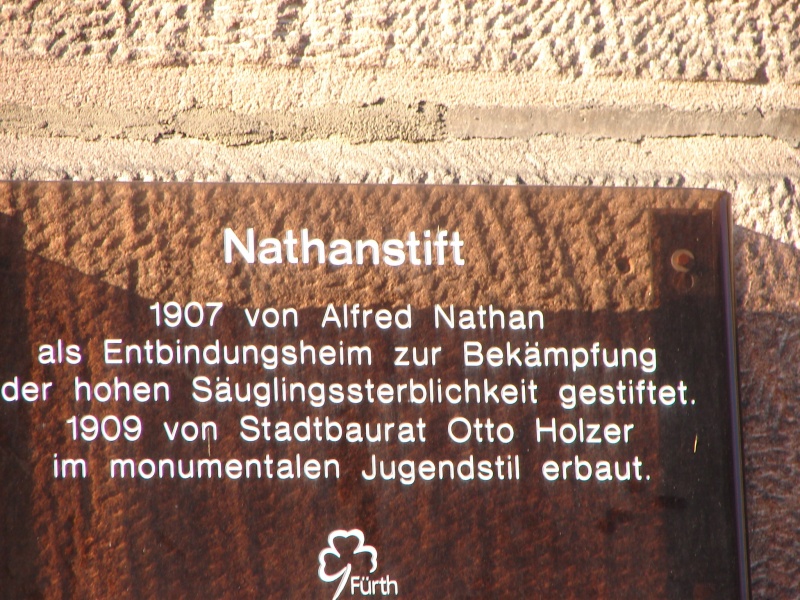 Nathanstift
1907 von Alfred Nathan
als Entbindungsheim zur Bekämpfung
der hohen Säuglingssterblichkeit gestiftet.
1909 von Stadtbaurat Otto Holzer
im monumentalen Jugendstil erbaut.
Fürth